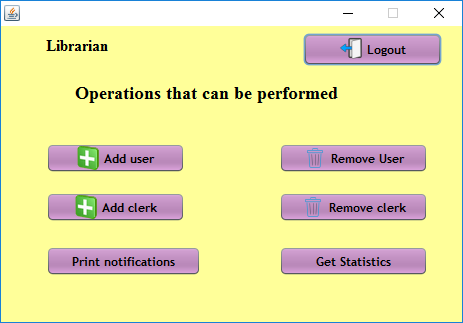 Librarian
Logout
Operations that can be performed
Add user
Remove User
Add clerk
Remove clerk
Print notifications
Get Statistics